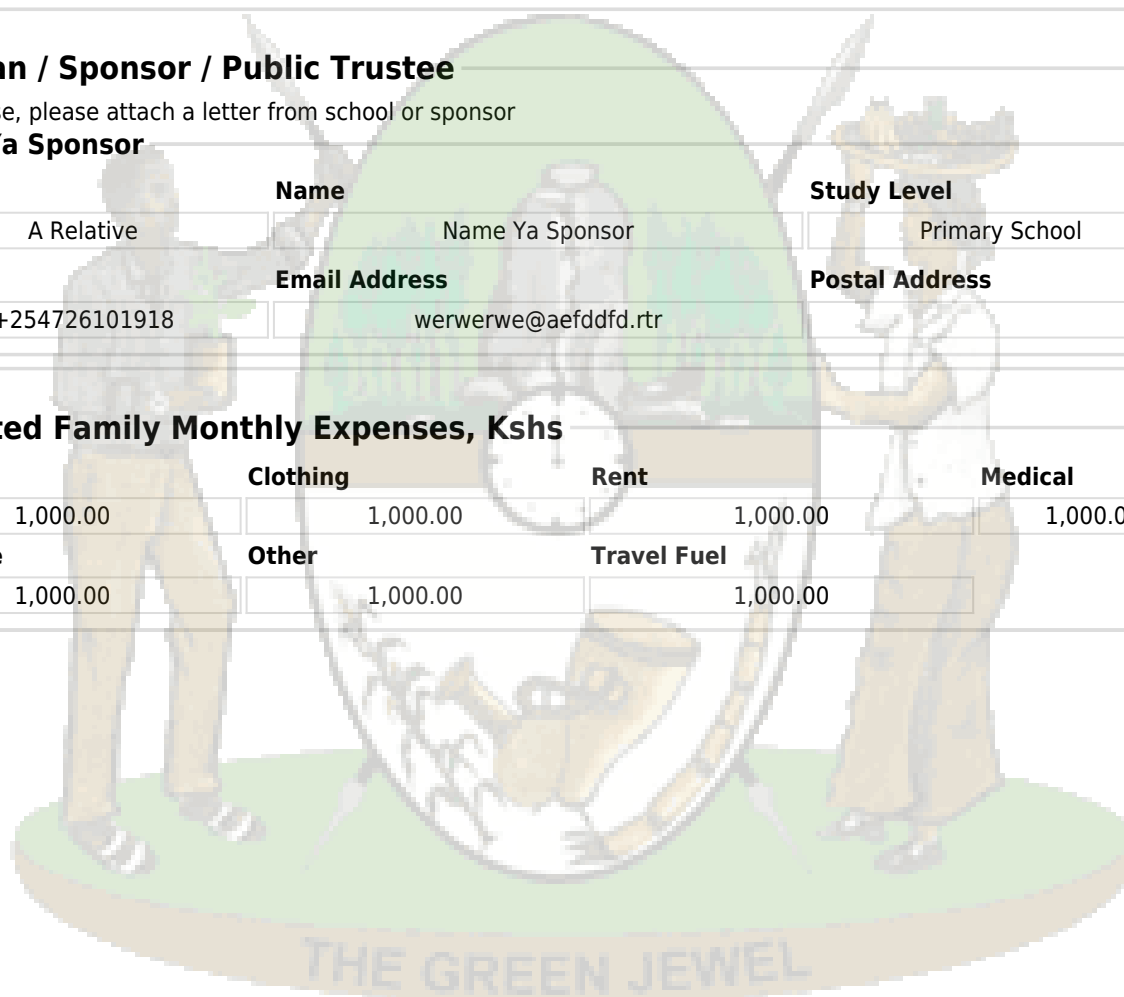 an / Sponsor / Public Trustee
se, please attach a letter from school or sponsor
Ya Sponsor
Name Study Level
A Relative Name Ya Sponsor Primary School
Email Address Postal Address
+254726101918 werwerwe@aefddfd.rtr
ted Family Monthly Expenses, Kshs
Clothing Rent Medical
1,000.00 1,000.00 1,000.00 1,000.0
e Other Travel Fuel
1,000.00 1,000.00 1,000.00
THE GREEN JEWEL